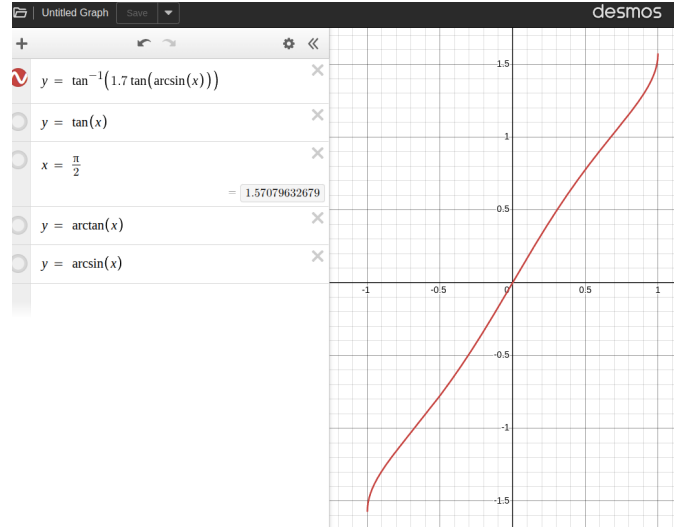 Untitled Graph Save desmos
+
y = tan⁻¹(1.7 tan(arcsin(x)))
y = tan(x)
x = π/2
= 1.57079632679
y = arctan(x)
y = arcsin(x)
1.5
1
0.5
-1 -0.5 0 0.5 1
-0.5
-1
-1.5